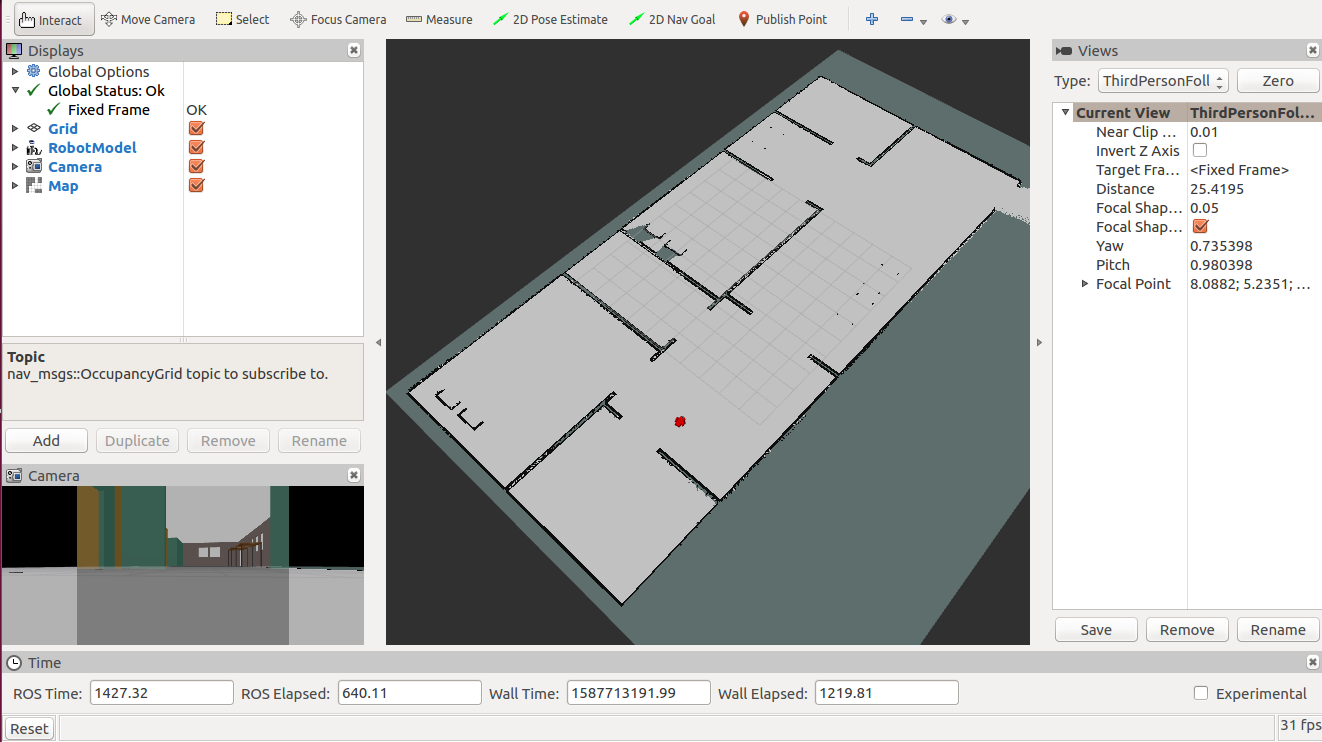 Interact Move Camera Select Focus Camera Measure 2D Pose Estimate 2D Nav Goal Publish Point
Displays
Global Options
Global Status: Ok
Fixed Frame OK
Grid
RobotModel
Camera
Map
Topic
nav_msgs::OccupancyGrid topic to subscribe to.
Add Duplicate Remove Rename
Camera
Views
Type: ThirdPersonFoll Zero
Current View ThirdPersonFol...
Near Clip ... 0.01
Invert Z Axis
Target Fra... <Fixed Frame>
Distance 25.4195
Focal Shap... 0.05
Focal Shap...
Yaw 0.735398
Pitch 0.980398
Focal Point 8.0882; 5.2351; ...
Save Remove Rename
Time
ROS Time: 1427.32 ROS Elapsed: 640.11 Wall Time: 1587713191.99 Wall Elapsed: 1219.81 Experimental
Reset 31 fps